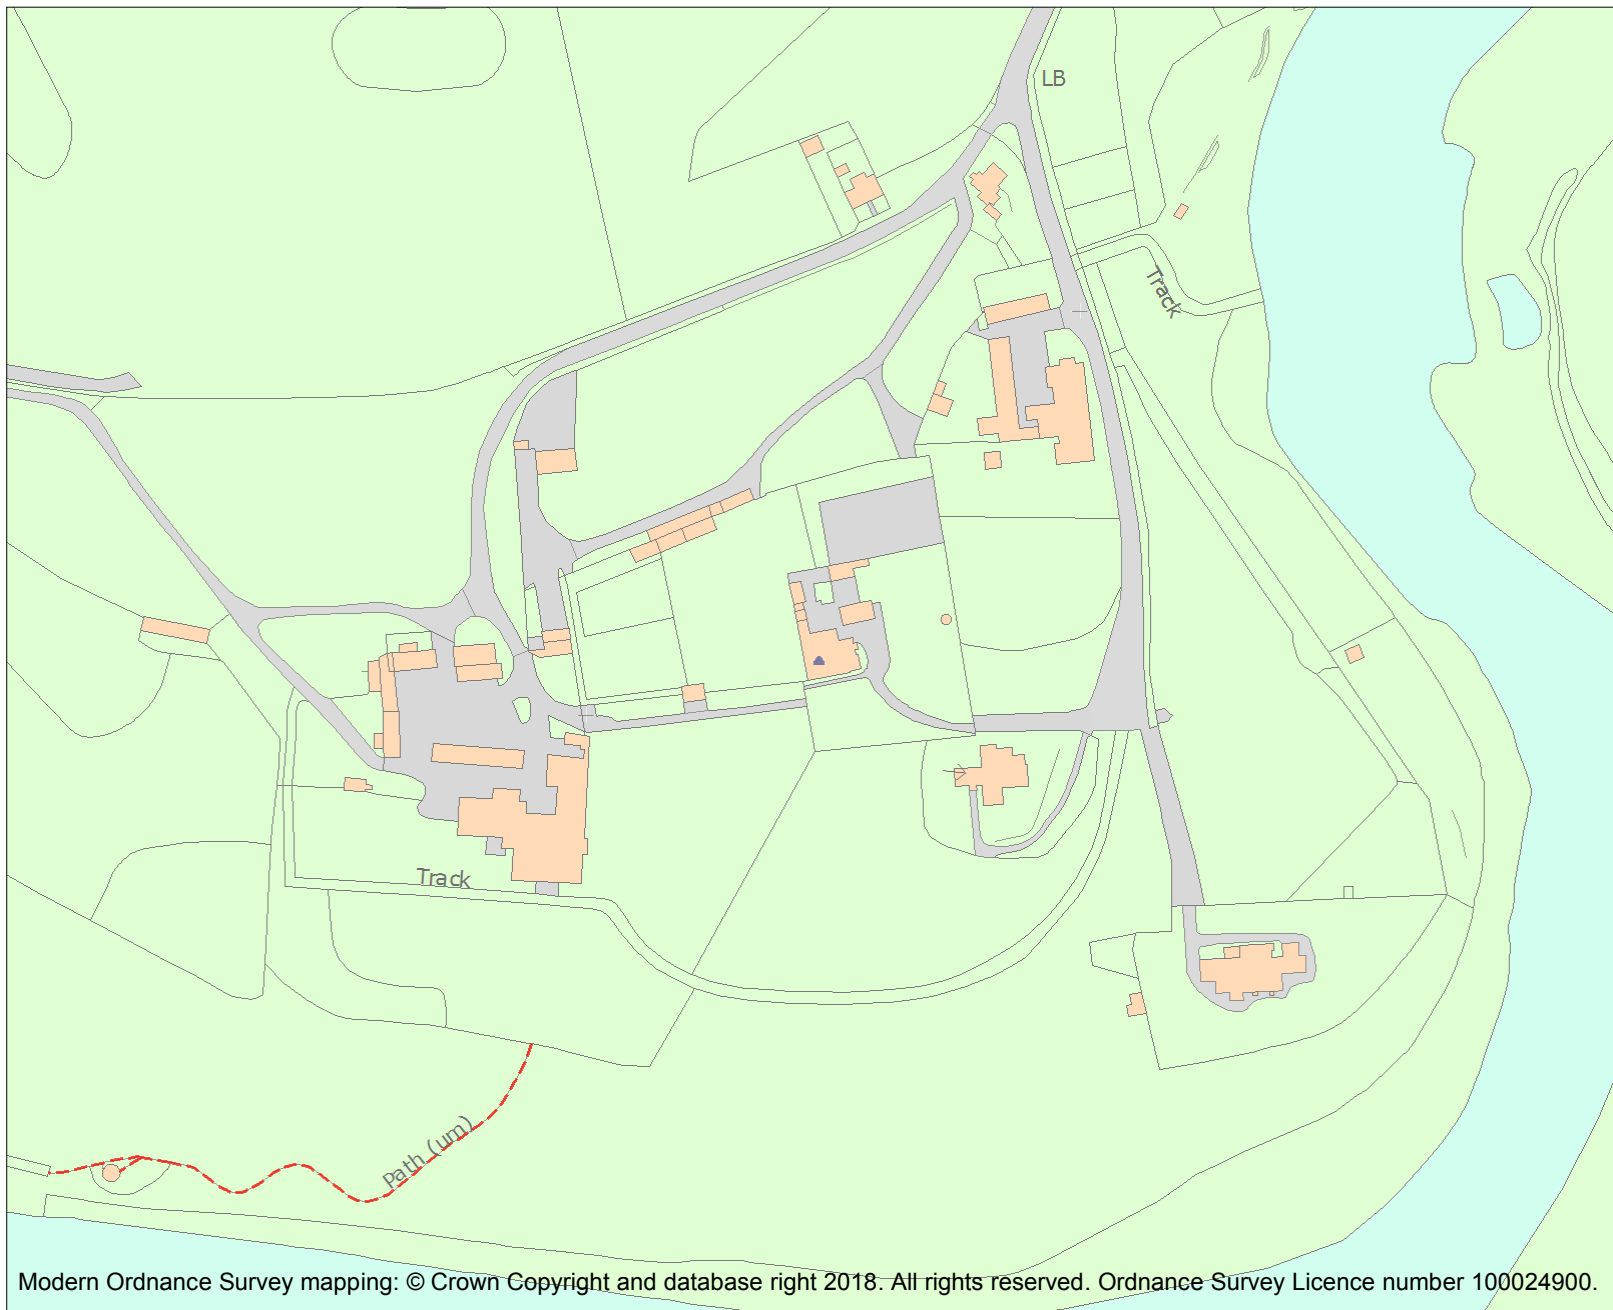 LB
Track
Track
Path (um)
Modern Ordnance Survey mapping: © Crown Copyright and database right 2018. All rights reserved. Ordnance Survey Licence number 100024900.